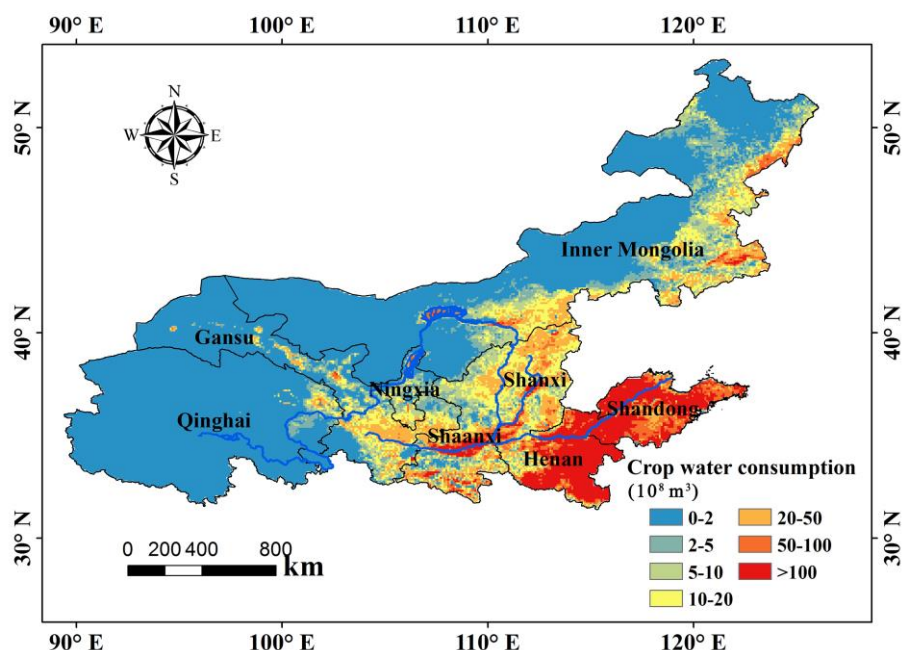 90° E 100° E 110° E 120° E
50° N
50° N
N
W E
S
Inner Mongolia
40° N
40° N
Gansu
Ningxia
Shanxi
Qinghai
Shandong
Shaanxi
Henan
Crop water consumption
(10⁸ m³)
0-2 20-50
2-5 50-100
5-10 >100
10-20
30° N
30° N
0 200 400 800
km
90° E 100° E 110° E 120° E